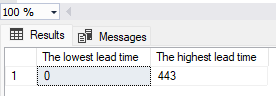 100 %
Results Messages
The lowest lead time The highest lead time
1 0 443